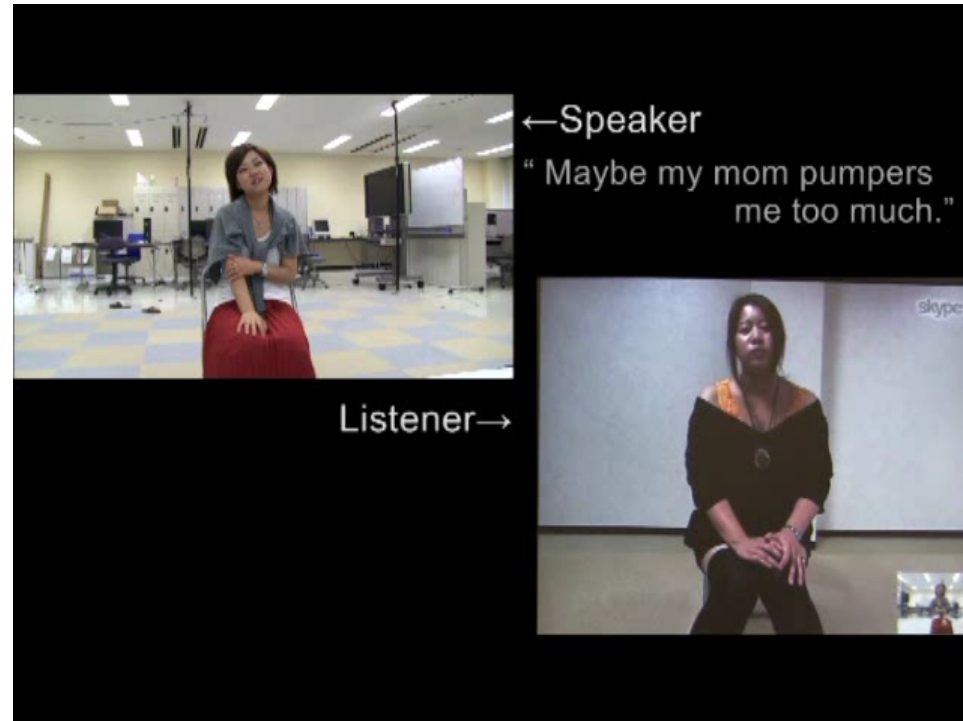 ←Speaker
“ Maybe my mom pumpers
me too much.”
skype
Listener→